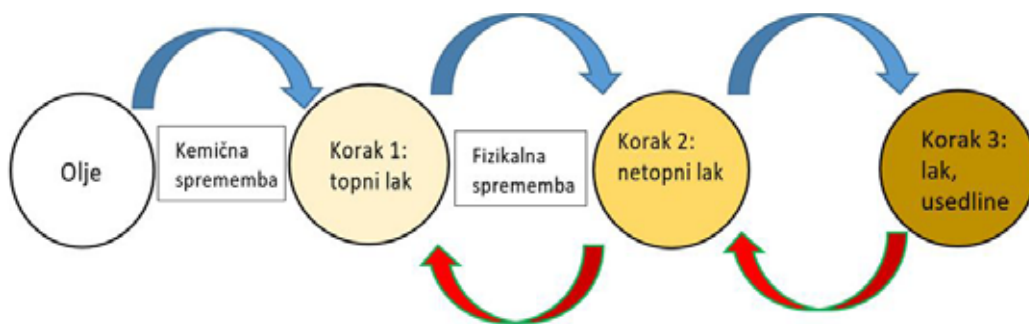 Olje
Kemična
sprememba
Korak 1:
topni lak
Fizikalna
sprememba
Korak 2:
netopni lak
Korak 3:
lak,
usedline